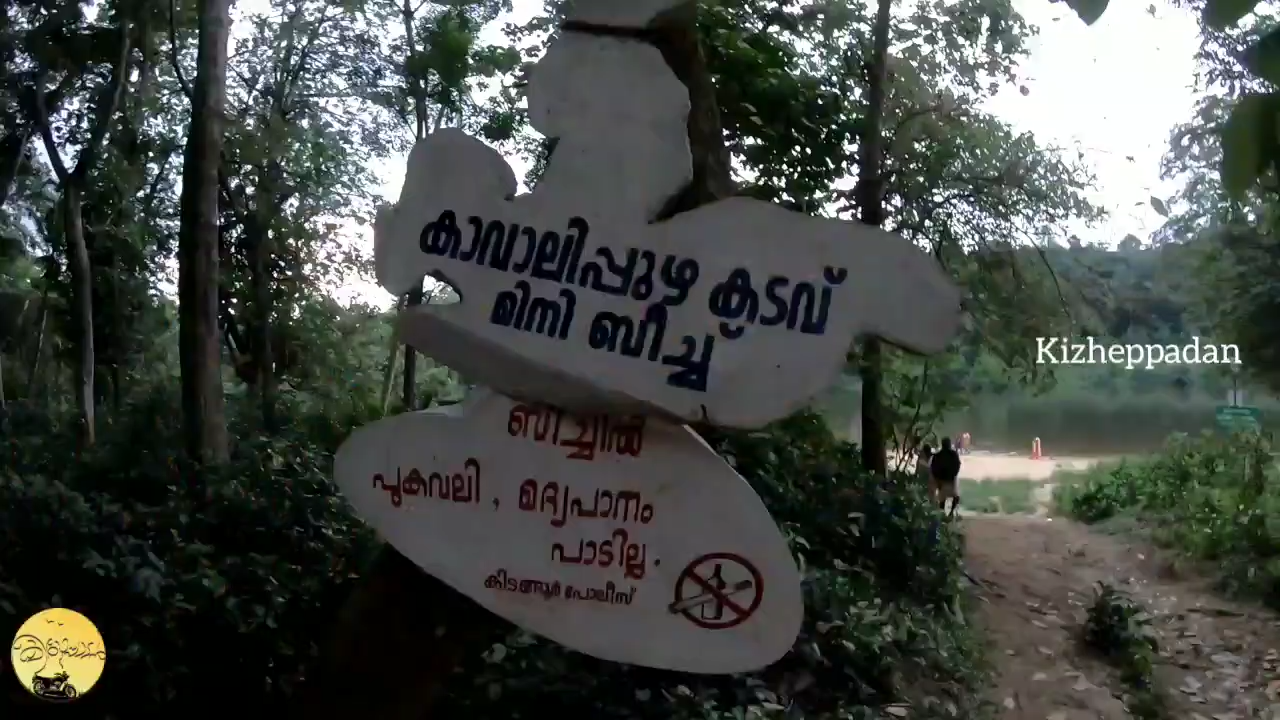 കാവാലിപ്പുഴ കടവ്
മിനി ബീച്ച്
ബീച്ചിൽ
പുകവലി , മദ്യപാനം
പാടില്ല .
കിടങ്ങൂർ പോലീസ്
Kizheppadan